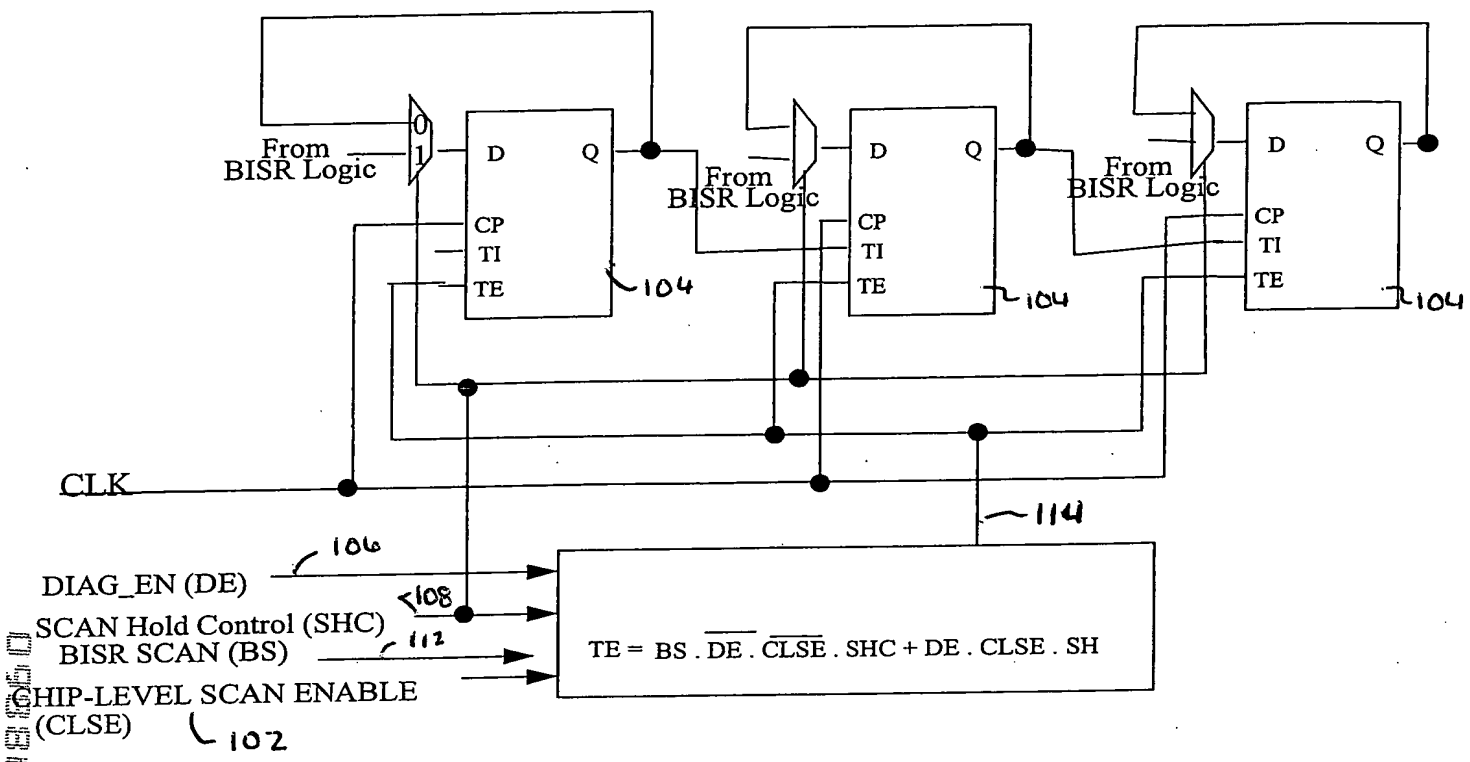 0
1
From
BISR Logic
D
Q
CP
TI
TE
104
From
BISR Logic
D
Q
CP
TI
TE
104
From
BISR Logic
D
Q
CP
TI
TE
104
CLK
114
106
DIAG_EN (DE)
108
SCAN Hold Control (SHC)
BISR SCAN (BS)
112
CHIP-LEVEL SCAN ENABLE
(CLSE)
102
TE = BS . D̅E̅ . C̅L̅S̅E̅ . SHC + DE . CLSE . SH